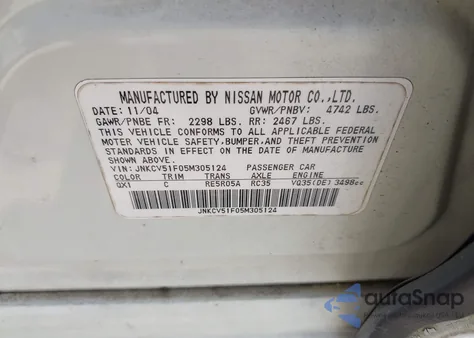 MANUFACTURED BY NISSAN MOTOR CO.,LTD.
DATE: 11/04 GVWR/PNBV: 4742 LBS.
GAWR/PNBE FR: 2298 LBS. RR: 2467 LBS.
THIS VEHICLE CONFORMS TO ALL APPLICABLE FEDERAL
MOTOR VEHICLE SAFETY,BUMPER,AND THEFT PREVENTION
STANDARDS IN EFFECT ON THE DATE OF MANUFACTURE
SHOWN ABOVE.
VIN:JNKCV51F05M305124 PASSENGER CAR
COLOR TRIM TRANS AXLE ENGINE
QX1 C RE5R05A RC35 VQ35(DE) 3498cc
JNKCV51F05M305124
autoSnap